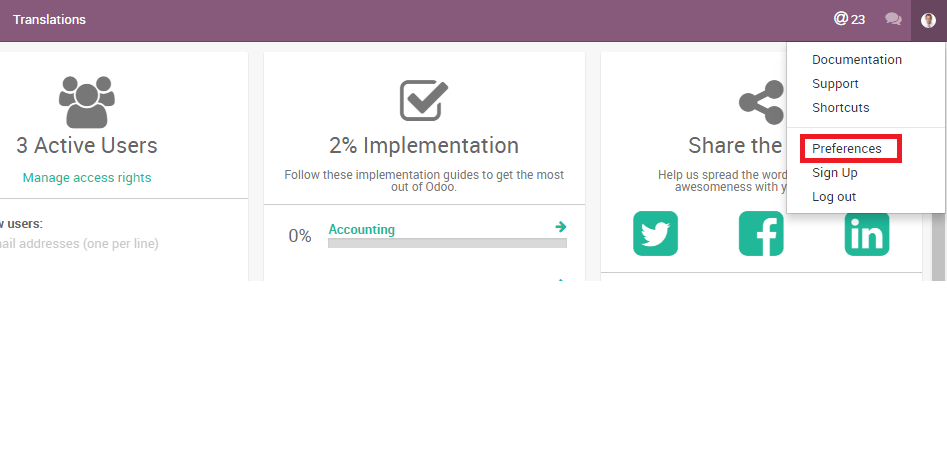 Translations
@ 23
Documentation
Support
Shortcuts
Preferences
Sign Up
Log out
3 Active Users
Manage access rights
w users:
nail addresses (one per line)
2% Implementation
Follow these implementation guides to get the most
out of Odoo.
0%
Accounting
Share the
Help us spread the word
awesomeness with y